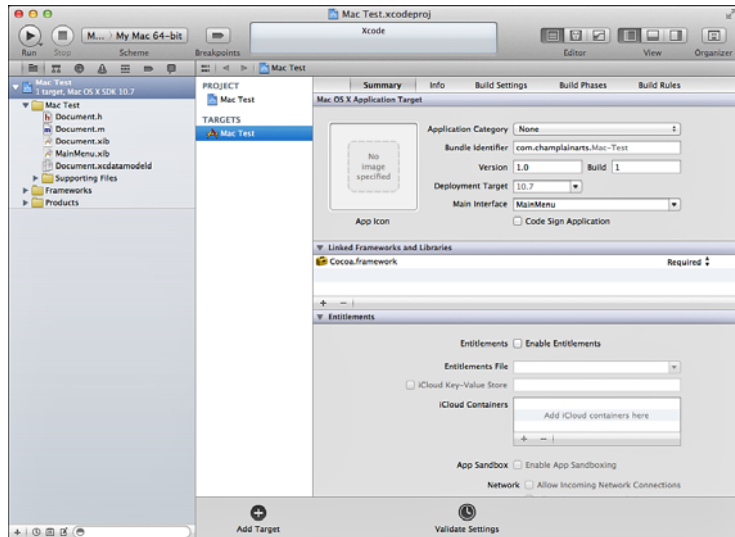 Mac Test.xcodeproj
M... My Mac 64-bit
Xcode
Run Stop Scheme Breakpoints Editor View Organizer
Mac Test
Mac Test
1 target, Mac OS X SDK 10.7
Mac Test
Document.h
Document.m
Document.xib
MainMenu.xib
Document.xcdatamodeld
Supporting Files
Frameworks
Products
PROJECT
Mac Test
TARGETS
Mac Test
Summary Info Build Settings Build Phases Build Rules
Mac OS X Application Target
No
image
specified
App Icon
Application Category None
Bundle Identifier com.champlainarts.Mac-Test
Version 1.0 Build 1
Deployment Target 10.7
Main Interface MainMenu
Code Sign Application
Linked Frameworks and Libraries
Cocoa.framework Required
Entitlements
Entitlements Enable Entitlements
Entitlements File
iCloud Key-Value Store
iCloud Containers
Add iCloud containers here
App Sandbox Enable App Sandboxing
Network Allow Incoming Network Connections
Add Target
Validate Settings